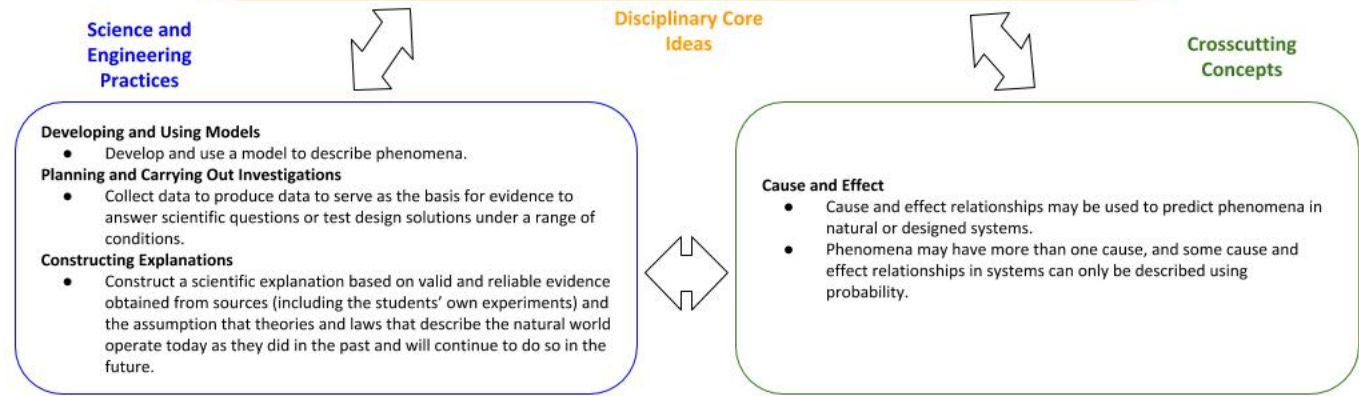 Science and
Engineering
Practices
Disciplinary Core
Ideas
Crosscutting
Concepts
Developing and Using Models
● Develop and use a model to describe phenomena.
Planning and Carrying Out Investigations
● Collect data to produce data to serve as the basis for evidence to
answer scientific questions or test design solutions under a range of
conditions.
Constructing Explanations
● Construct a scientific explanation based on valid and reliable evidence
obtained from sources (including the students’ own experiments) and
the assumption that theories and laws that describe the natural world
operate today as they did in the past and will continue to do so in the
future.
Cause and Effect
● Cause and effect relationships may be used to predict phenomena in
natural or designed systems.
● Phenomena may have more than one cause, and some cause and
effect relationships in systems can only be described using
probability.